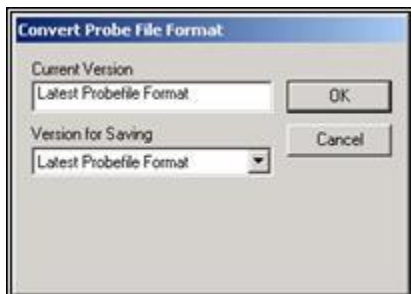 Convert Probe File Format
Current Version
Latest Probefile Format
OK
Version for Saving
Cancel
Latest Probefile Format